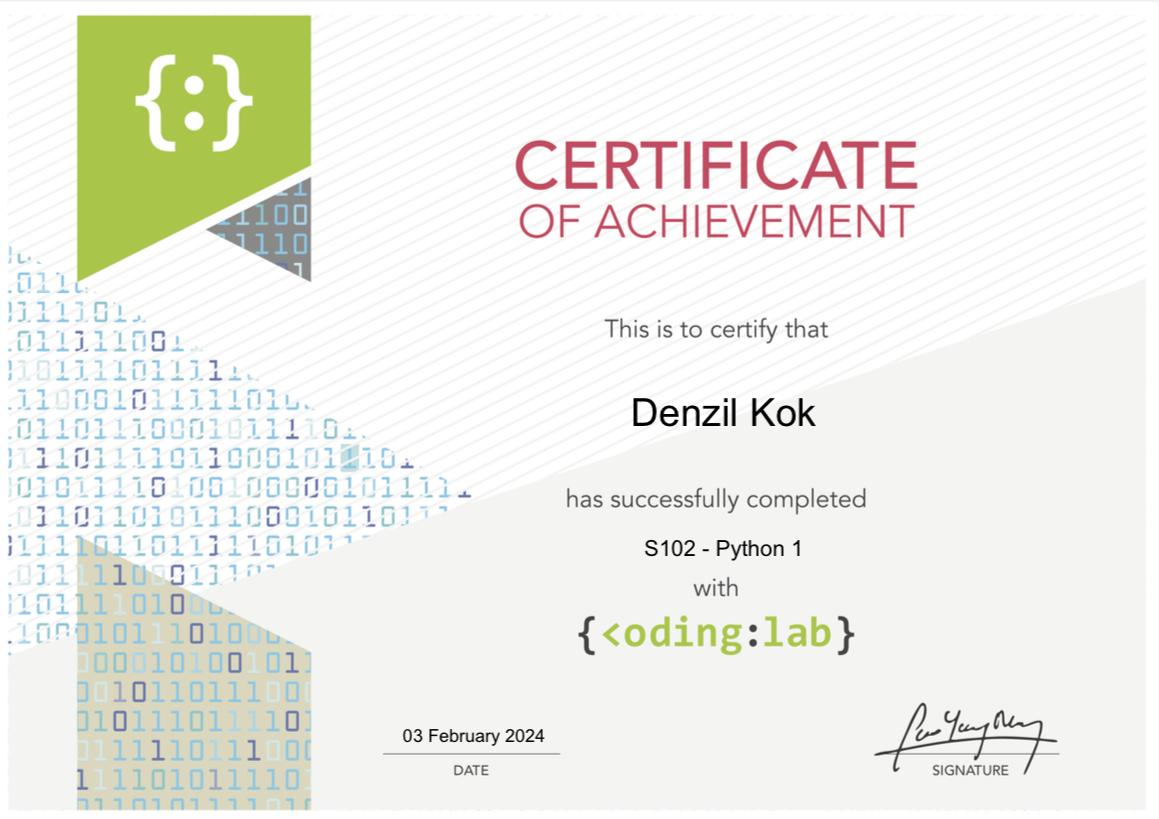 {:}
CERTIFICATE
OF ACHIEVEMENT
This is to certify that
Denzil Kok
has successfully completed
S102 - Python 1
with
{<oding:lab}
03 February 2024
DATE
SIGNATURE